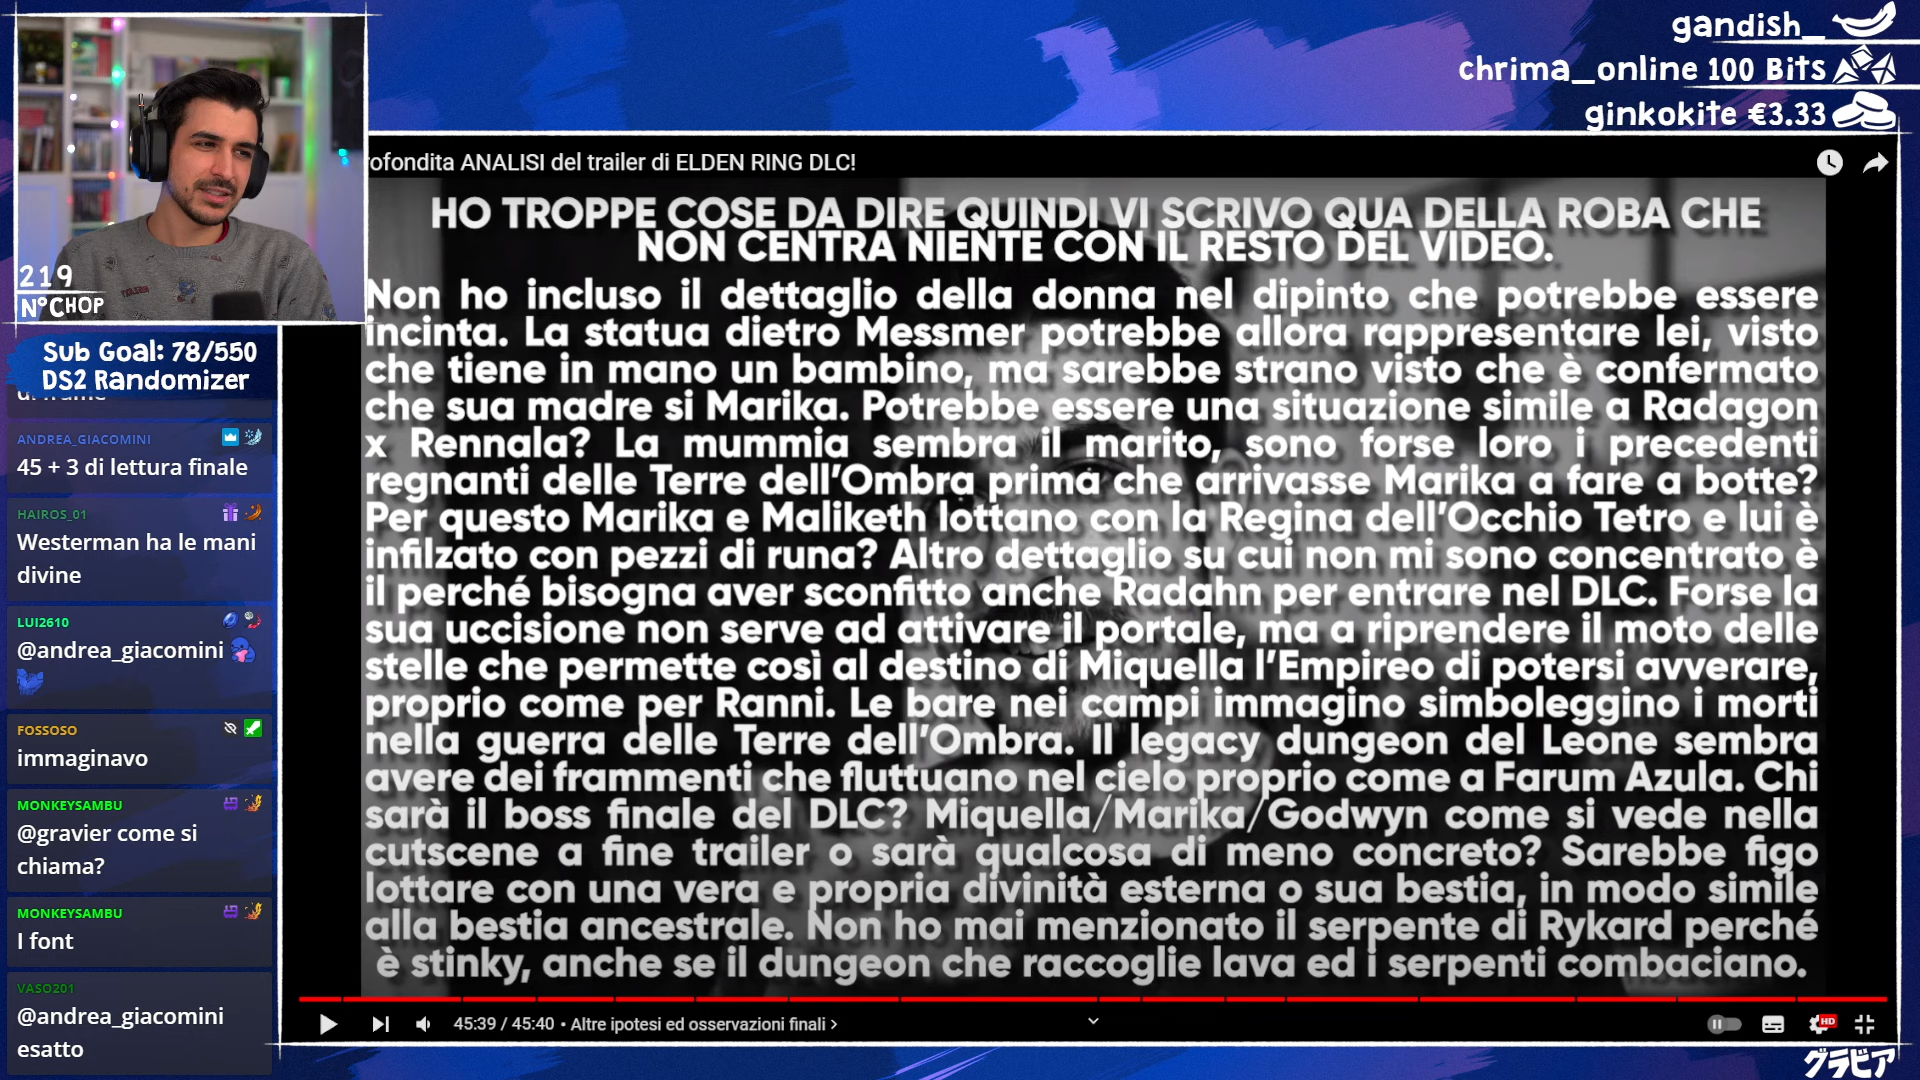 gandish_
chrima_online 100 Bits
ginkokite €3.33
219
N°CHOP
Sub Goal: 78/550
DS2 Randomizer
ANDREA_GIACOMINI
45 + 3 di lettura finale
HAIROS_01
Westerman ha le mani
divine
LUI2610
@andrea_giacomini
FOSSOSO
immaginavo
MONKEYSAMBU
@gravier come si
chiama?
MONKEYSAMBU
I font
VASO201
@andrea_giacomini
esatto
rofondita ANALISI del trailer di ELDEN RING DLC!
HO TROPPE COSE DA DIRE QUINDI VI SCRIVO QUA DELLA ROBA CHE
NON CENTRA NIENTE CON IL RESTO DEL VIDEO.
Non ho incluso il dettaglio della donna nel dipinto che potrebbe essere
incinta. La statua dietro Messmer potrebbe allora rappresentare lei, visto
che tiene in mano un bambino, ma sarebbe strano visto che è confermato
che sua madre si Marika. Potrebbe essere una situazione simile a Radagon
x Rennala? La mummia sembra il marito, sono forse loro i precedenti
regnanti delle Terre dell'Ombra prima che arrivasse Marika a fare a botte?
Per questo Marika e Maliketh lottano con la Regina dell'Occhio Tetro e lui è
infilzato con pezzi di runa? Altro dettaglio su cui non mi sono concentrato è
il perché bisogna aver sconfitto anche Radahn per entrare nel DLC. Forse la
sua uccisione non serve ad attivare il portale, ma a riprendere il moto delle
stelle che permette così al destino di Miquella l'Empireo di potersi avverare,
proprio come per Ranni. Le bare nei campi immagino simboleggino i morti
nella guerra delle Terre dell'Ombra. Il legacy dungeon del Leone sembra
avere dei frammenti che fluttuano nel cielo proprio come a Farum Azula. Chi
sarà il boss finale del DLC? Miquella/Marika/Godwyn come si vede nella
cutscene a fine trailer o sarà qualcosa di meno concreto? Sarebbe figo
lottare con una vera e propria divinità esterna o sua bestia, in modo simile
alla bestia ancestrale. Non ho mai menzionato il serpente di Rykard perché
è stinky, anche se il dungeon che raccoglie lava ed i serpenti combaciano.
45:39 / 45:40 • Altre ipotesi ed osservazioni finali >
HD
グラビア